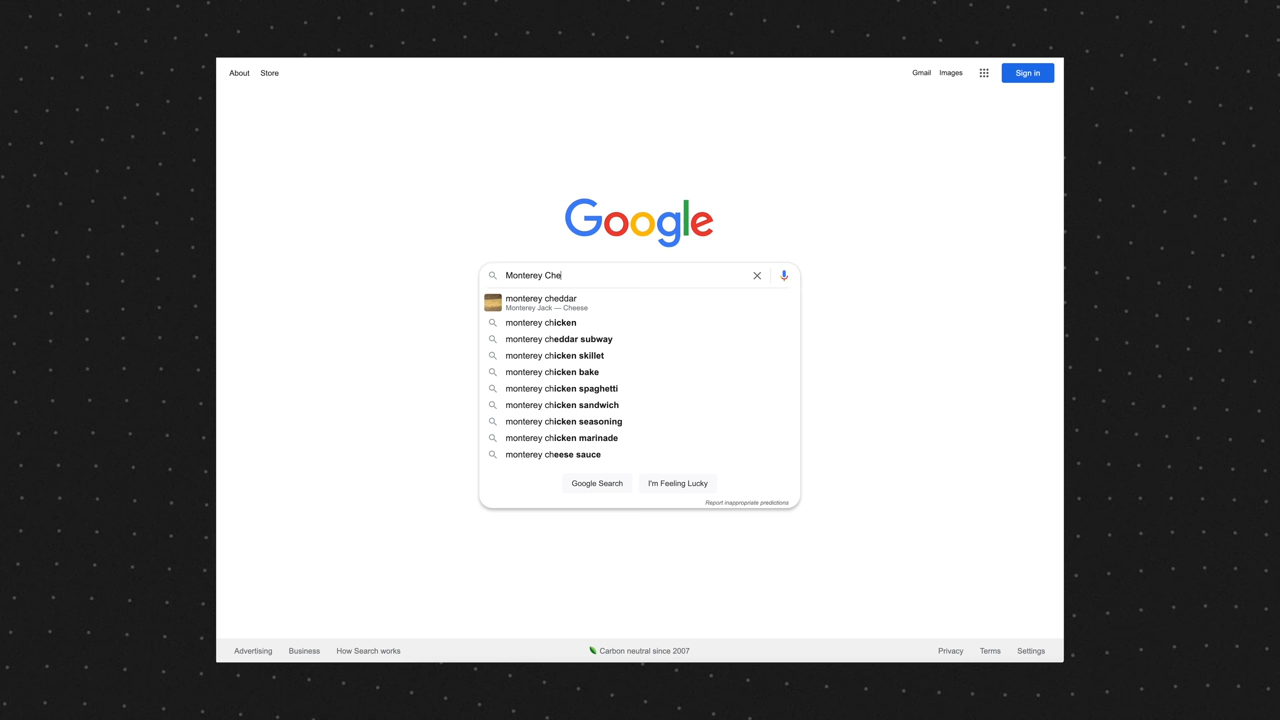 About Store
Gmail Images Sign in
Google
Monterey Che
monterey cheddar
Monterey Jack — Cheese
monterey chicken
monterey cheddar subway
monterey chicken skillet
monterey chicken bake
monterey chicken spaghetti
monterey chicken sandwich
monterey chicken seasoning
monterey chicken marinade
monterey cheese sauce
Google Search I'm Feeling Lucky
Report inappropriate predictions
Advertising Business How Search works Carbon neutral since 2007 Privacy Terms Settings